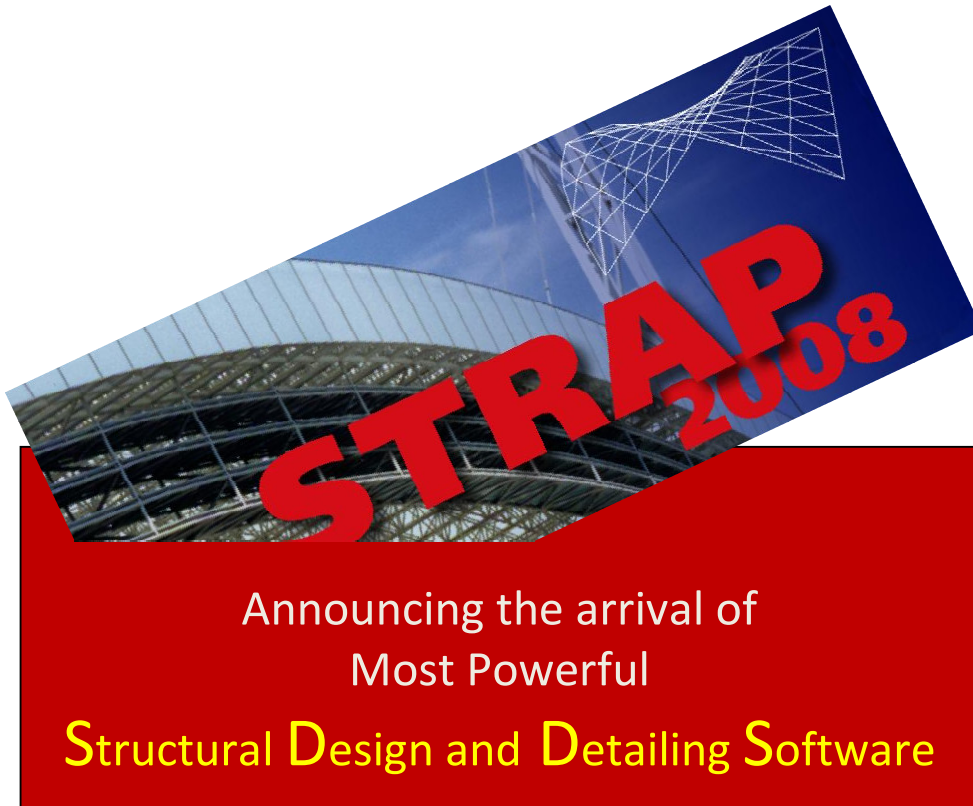 STRAP
2008
Announcing the arrival of
Most Powerful
Structural Design and Detailing Software